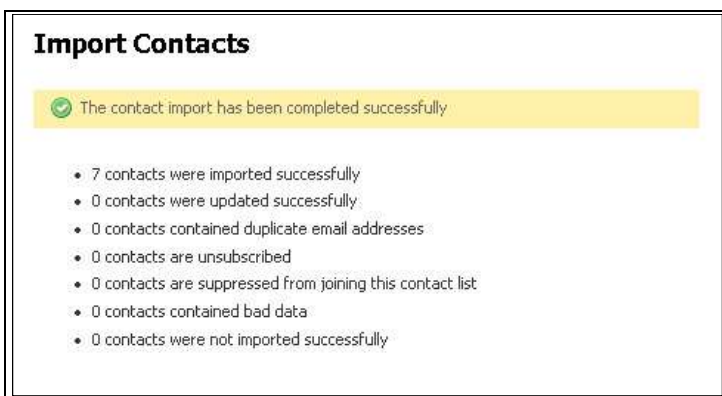 Import Contacts
The contact import has been completed successfully
• 7 contacts were imported successfully
• 0 contacts were updated successfully
• 0 contacts contained duplicate email addresses
• 0 contacts are unsubscribed
• 0 contacts are suppressed from joining this contact list
• 0 contacts contained bad data
• 0 contacts were not imported successfully